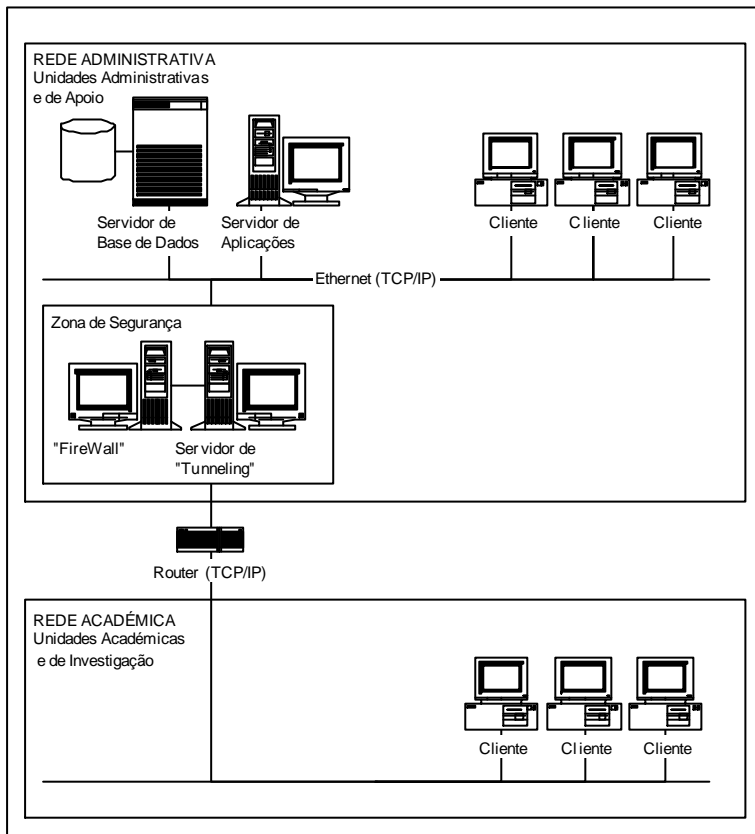 REDE ADMINISTRATIVA
Unidades Administrativas
e de Apoio
Servidor de
Base de Dados
Servidor de
Aplicações
Cliente
Cliente
Cliente
Ethernet (TCP/IP)
Zona de Segurança
"FireWall"
Servidor de
"Tunneling"
Router (TCP/IP)
REDE ACADÉMICA
Unidades Académicas
e de Investigação
Cliente
Cliente
Cliente